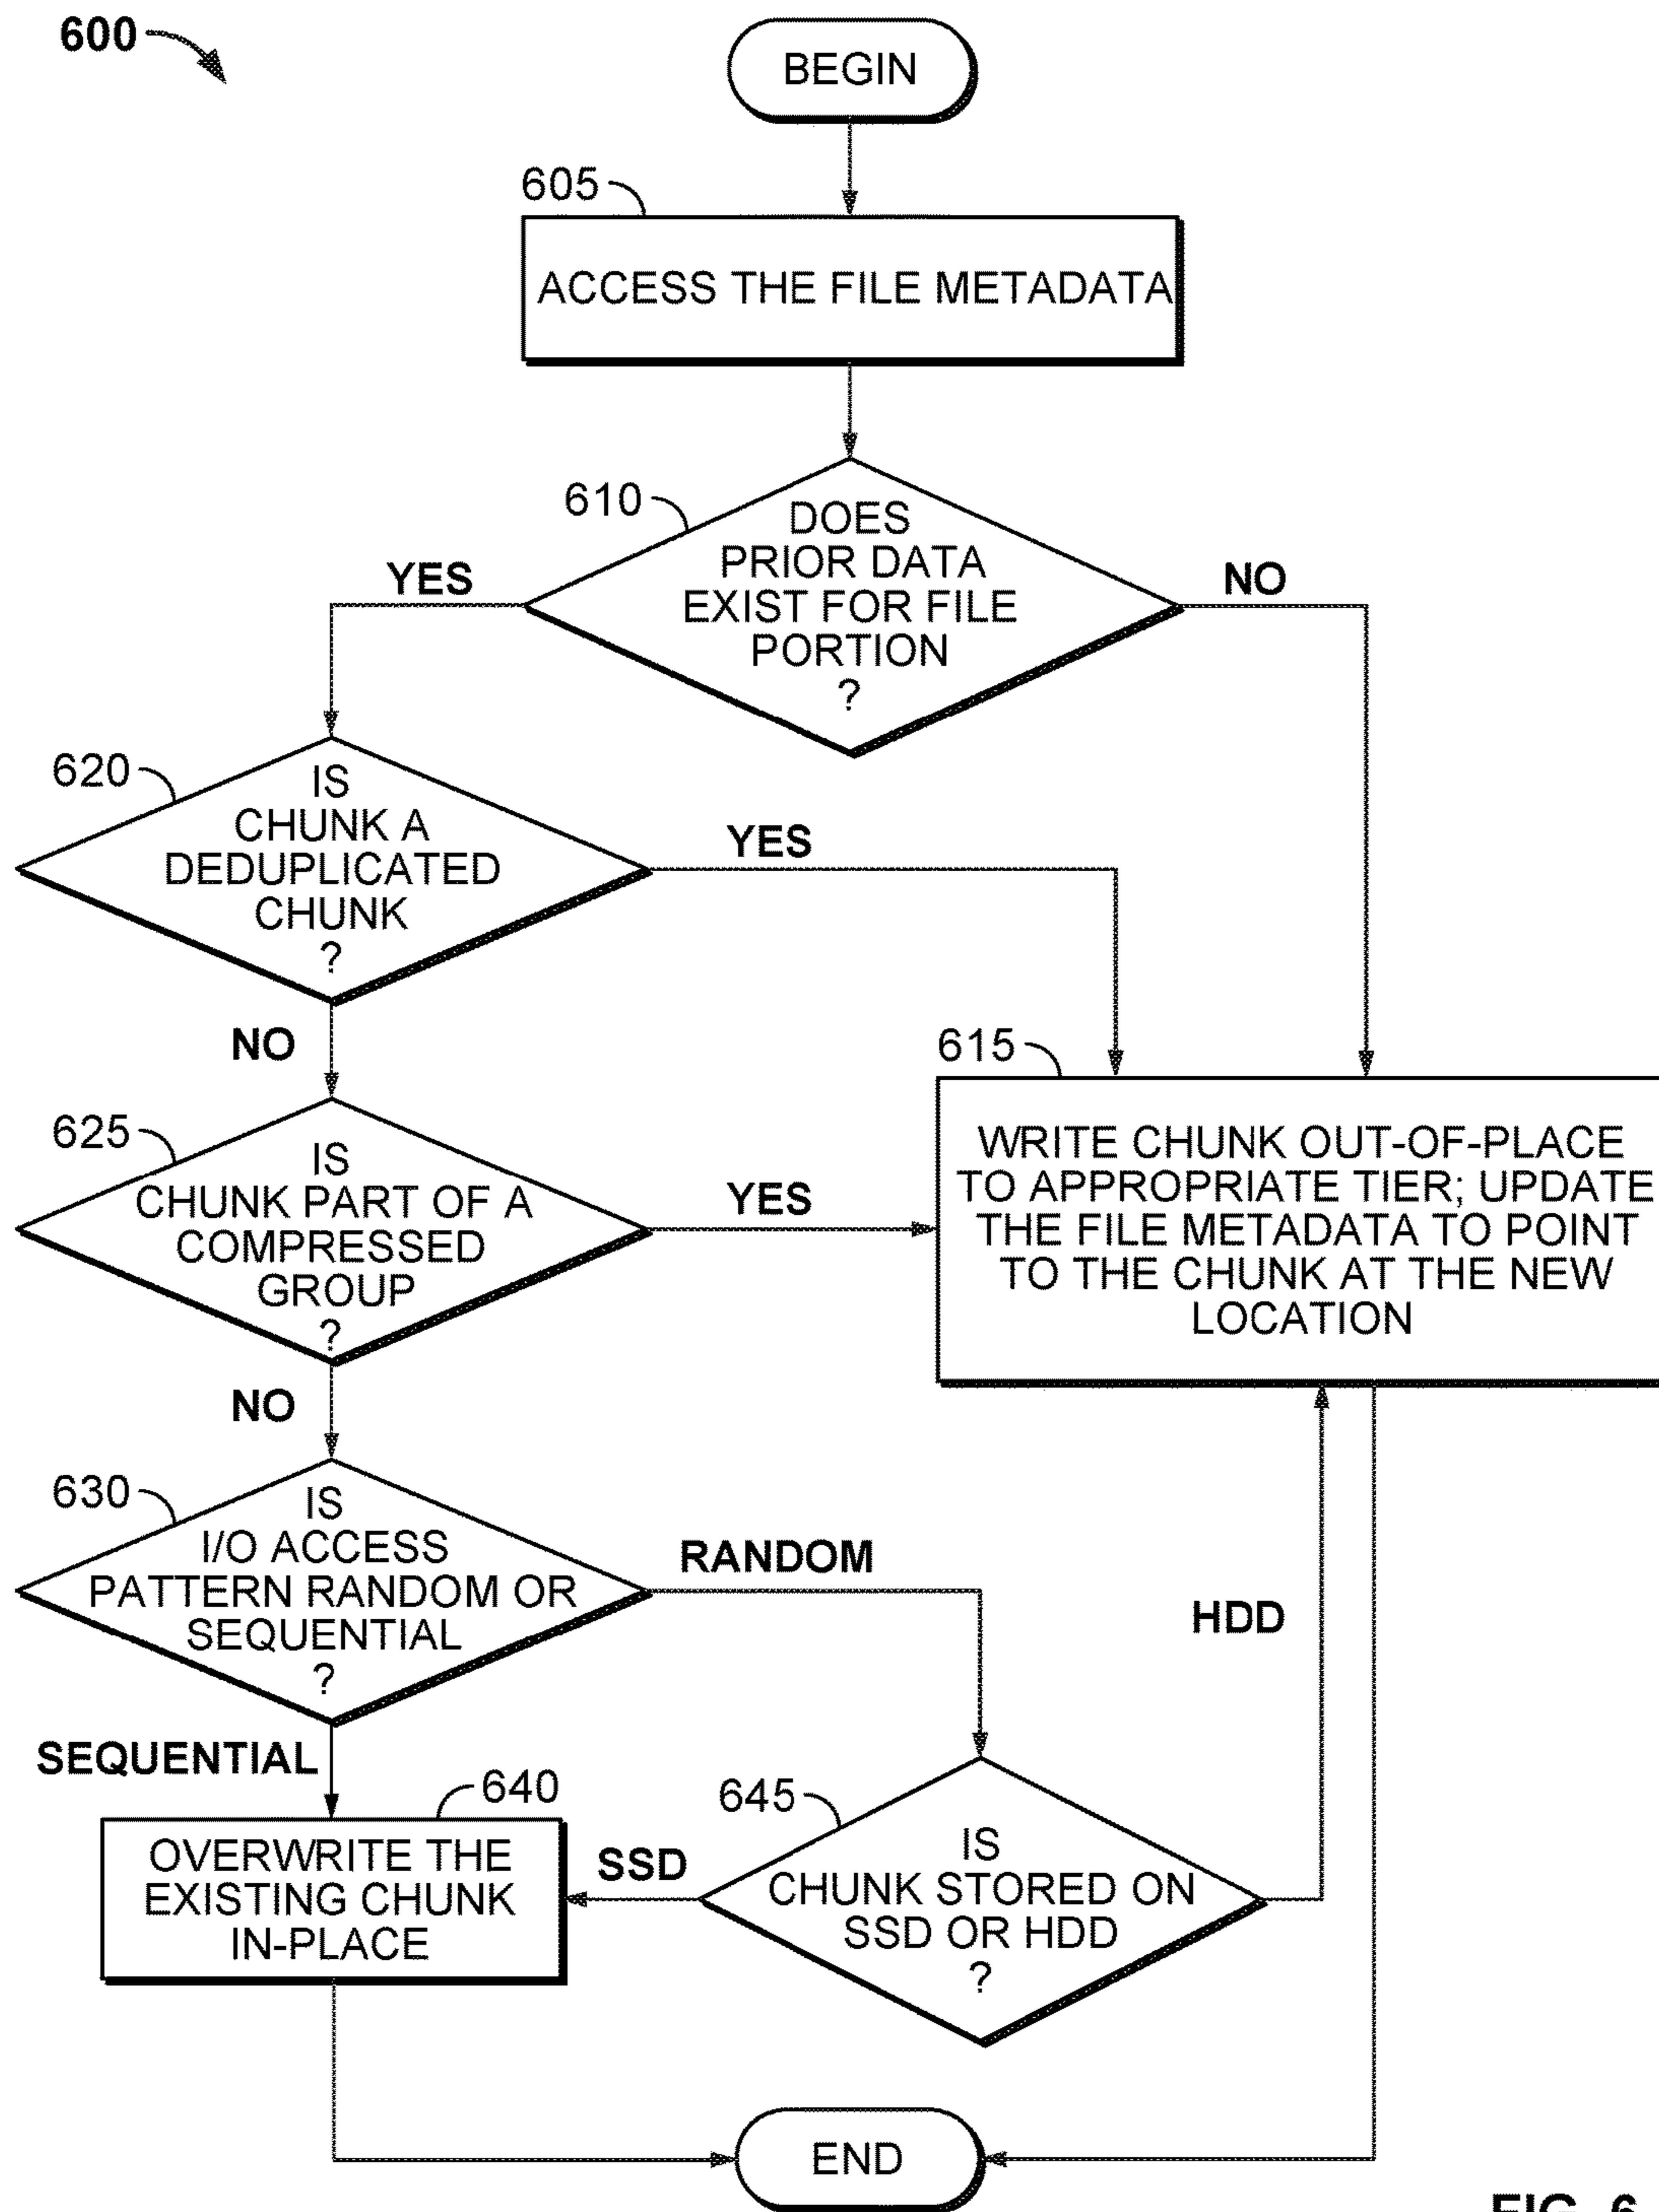 600
BEGIN
605
ACCESS THE FILE METADATA
610
DOES
PRIOR DATA
EXIST FOR FILE
PORTION
?
YES
NO
620
IS
CHUNK A
DEDUPLICATED
CHUNK
?
YES
NO
615
WRITE CHUNK OUT-OF-PLACE
TO APPROPRIATE TIER; UPDATE
THE FILE METADATA TO POINT
TO THE CHUNK AT THE NEW
LOCATION
625
IS
CHUNK PART OF A
COMPRESSED
GROUP
?
YES
NO
630
IS
I/O ACCESS
PATTERN RANDOM OR
SEQUENTIAL
?
RANDOM
HDD
SEQUENTIAL
640
OVERWRITE THE
EXISTING CHUNK
IN-PLACE
SSD
645
IS
CHUNK STORED ON
SSD OR HDD
?
END
FIG. 6